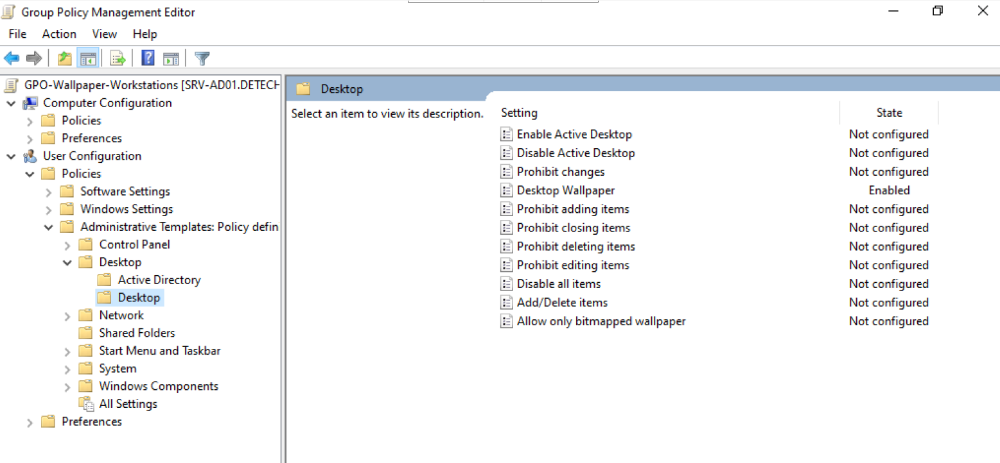 Group Policy Management Editor
File Action View Help
GPO-Wallpaper-Workstations [SRV-AD01.DETECH
Computer Configuration
Policies
Preferences
User Configuration
Policies
Software Settings
Windows Settings
Administrative Templates: Policy defin
Control Panel
Desktop
Active Directory
Desktop
Network
Shared Folders
Start Menu and Taskbar
System
Windows Components
All Settings
Preferences
Desktop
Select an item to view its description.
Setting State
Enable Active Desktop Not configured
Disable Active Desktop Not configured
Prohibit changes Not configured
Desktop Wallpaper Enabled
Prohibit adding items Not configured
Prohibit closing items Not configured
Prohibit deleting items Not configured
Prohibit editing items Not configured
Disable all items Not configured
Add/Delete items Not configured
Allow only bitmapped wallpaper Not configured